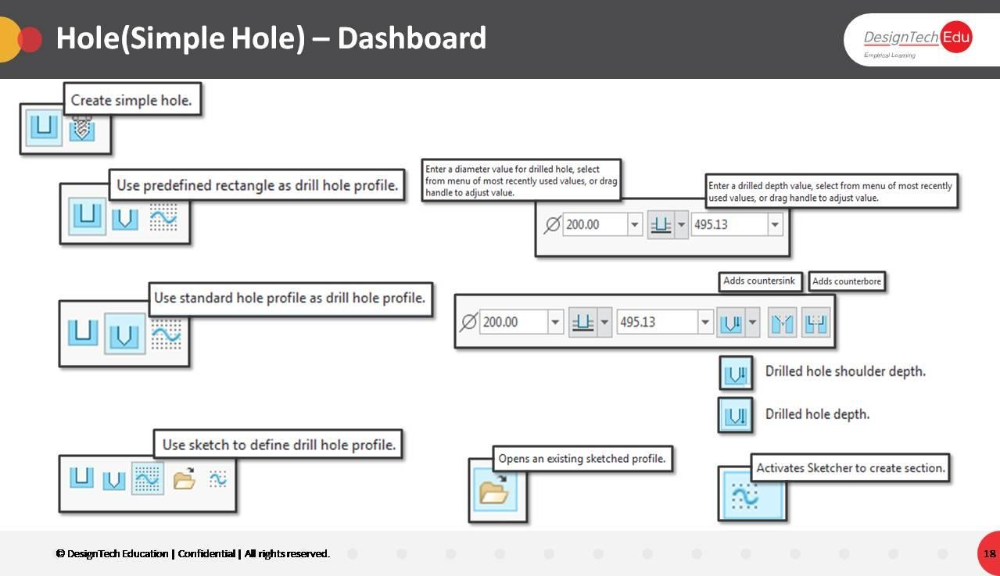 Hole(Simple Hole) – Dashboard
DesignTech Edu
Empirical Learning
Create simple hole.
Use predefined rectangle as drill hole profile.
Enter a diameter value for drilled hole, select
from menu of most recently used values, or drag
handle to adjust value.
Enter a drilled depth value, select from menu of most recently
used values, or drag handle to adjust value.
200.00
495.13
Use standard hole profile as drill hole profile.
Adds countersink
Adds counterbore
200.00
495.13
Drilled hole shoulder depth.
Drilled hole depth.
Use sketch to define drill hole profile.
Opens an existing sketched profile.
Activates Sketcher to create section.
© DesignTech Education | Confidential | All rights reserved.
18